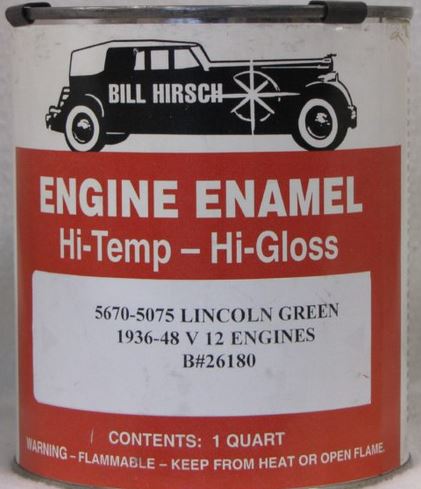 BILL HIRSCH
ENGINE ENAMEL
Hi-Temp – Hi-Gloss
5670-5075 LINCOLN GREEN
1936-48 V 12 ENGINES
B#26180
CONTENTS: 1 QUART
WARNING – FLAMMABLE – KEEP FROM HEAT OR OPEN FLAME.